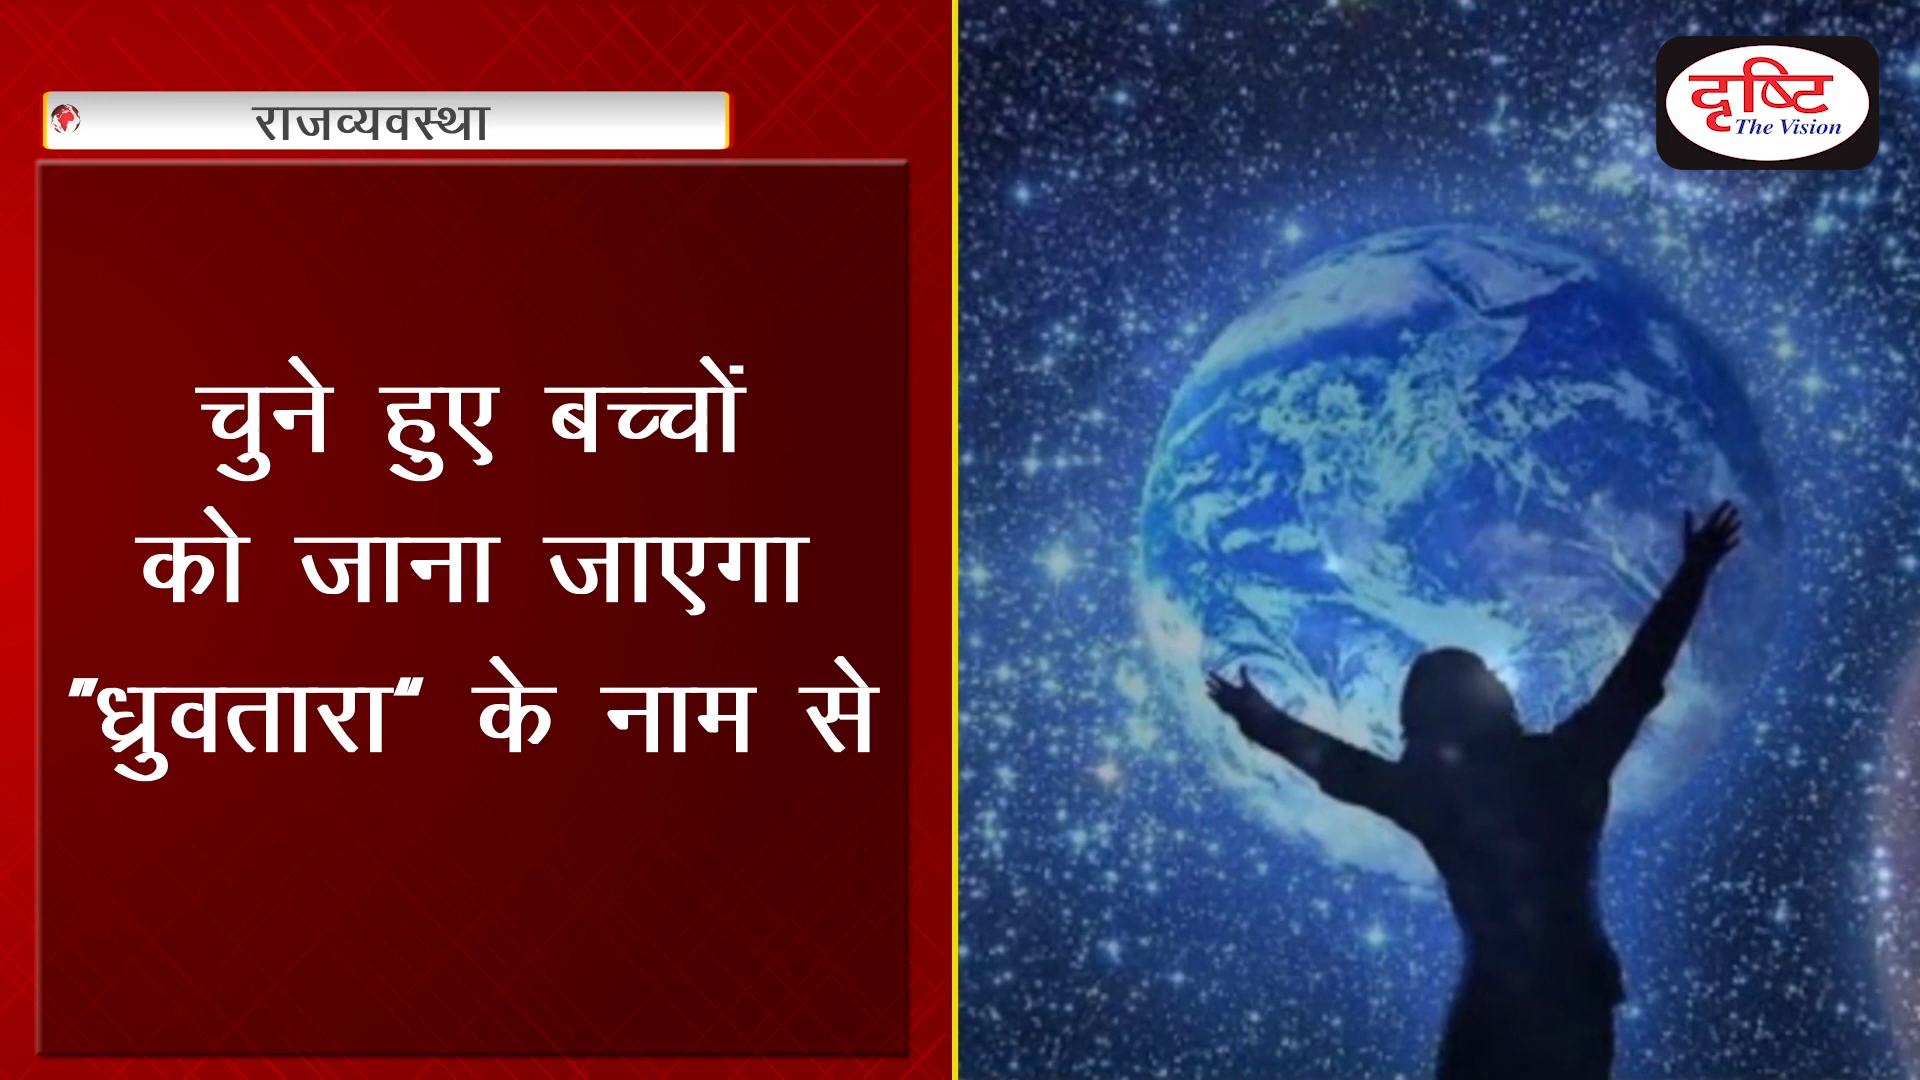 राजव्यवस्था
दृष्टि
The Vision
चुने हुए बच्चों
को जाना जाएगा
"ध्रुवतारा" के नाम से